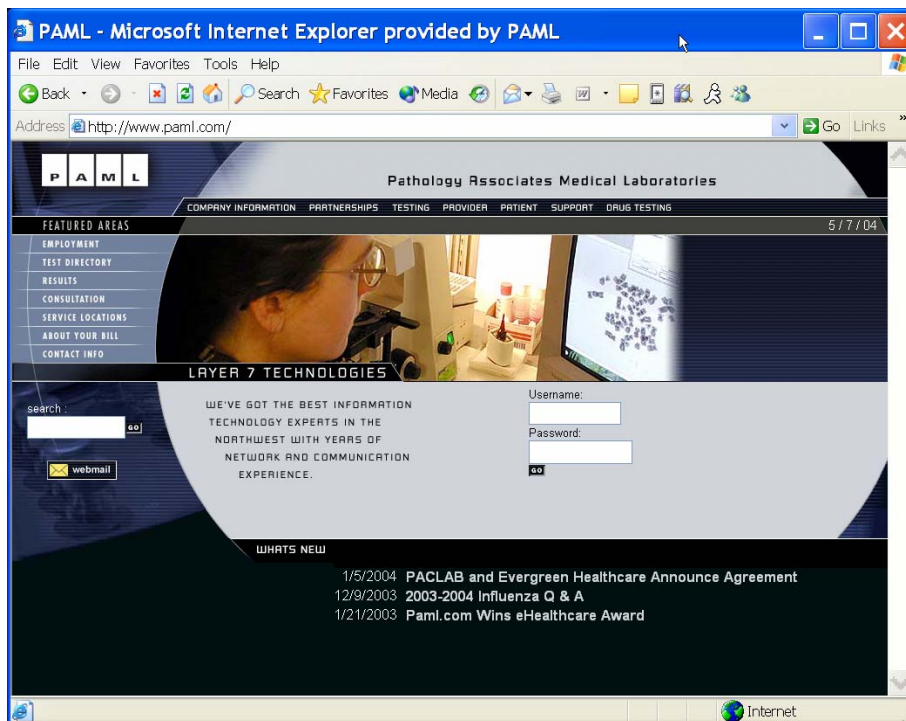 PAML - Microsoft Internet Explorer provided by PAML
File Edit View Favorites Tools Help
Back Search Favorites Media
Address http://www.paml.com/ Go Links »
P A M L
Pathology Associates Medical Laboratories
COMPANY INFORMATION PARTNERSHIPS TESTING PROVIDER PATIENT SUPPORT DRUG TESTING
FEATURED AREAS 5/7/04
EMPLOYMENT
TEST DIRECTORY
RESULTS
CONSULTATION
SERVICE LOCATIONS
ABOUT YOUR BILL
CONTACT INFO
LAYER 7 TECHNOLOGIES
search :
GO
webmail
WE'VE GOT THE BEST INFORMATION
TECHNOLOGY EXPERTS IN THE
NORTHWEST WITH YEARS OF
NETWORK AND COMMUNICATION
EXPERIENCE.
Username:
Password:
GO
WHATS NEW
1/5/2004 PACLAB and Evergreen Healthcare Announce Agreement
12/9/2003 2003-2004 Influenza Q & A
1/21/2003 Paml.com Wins eHealthcare Award
Internet